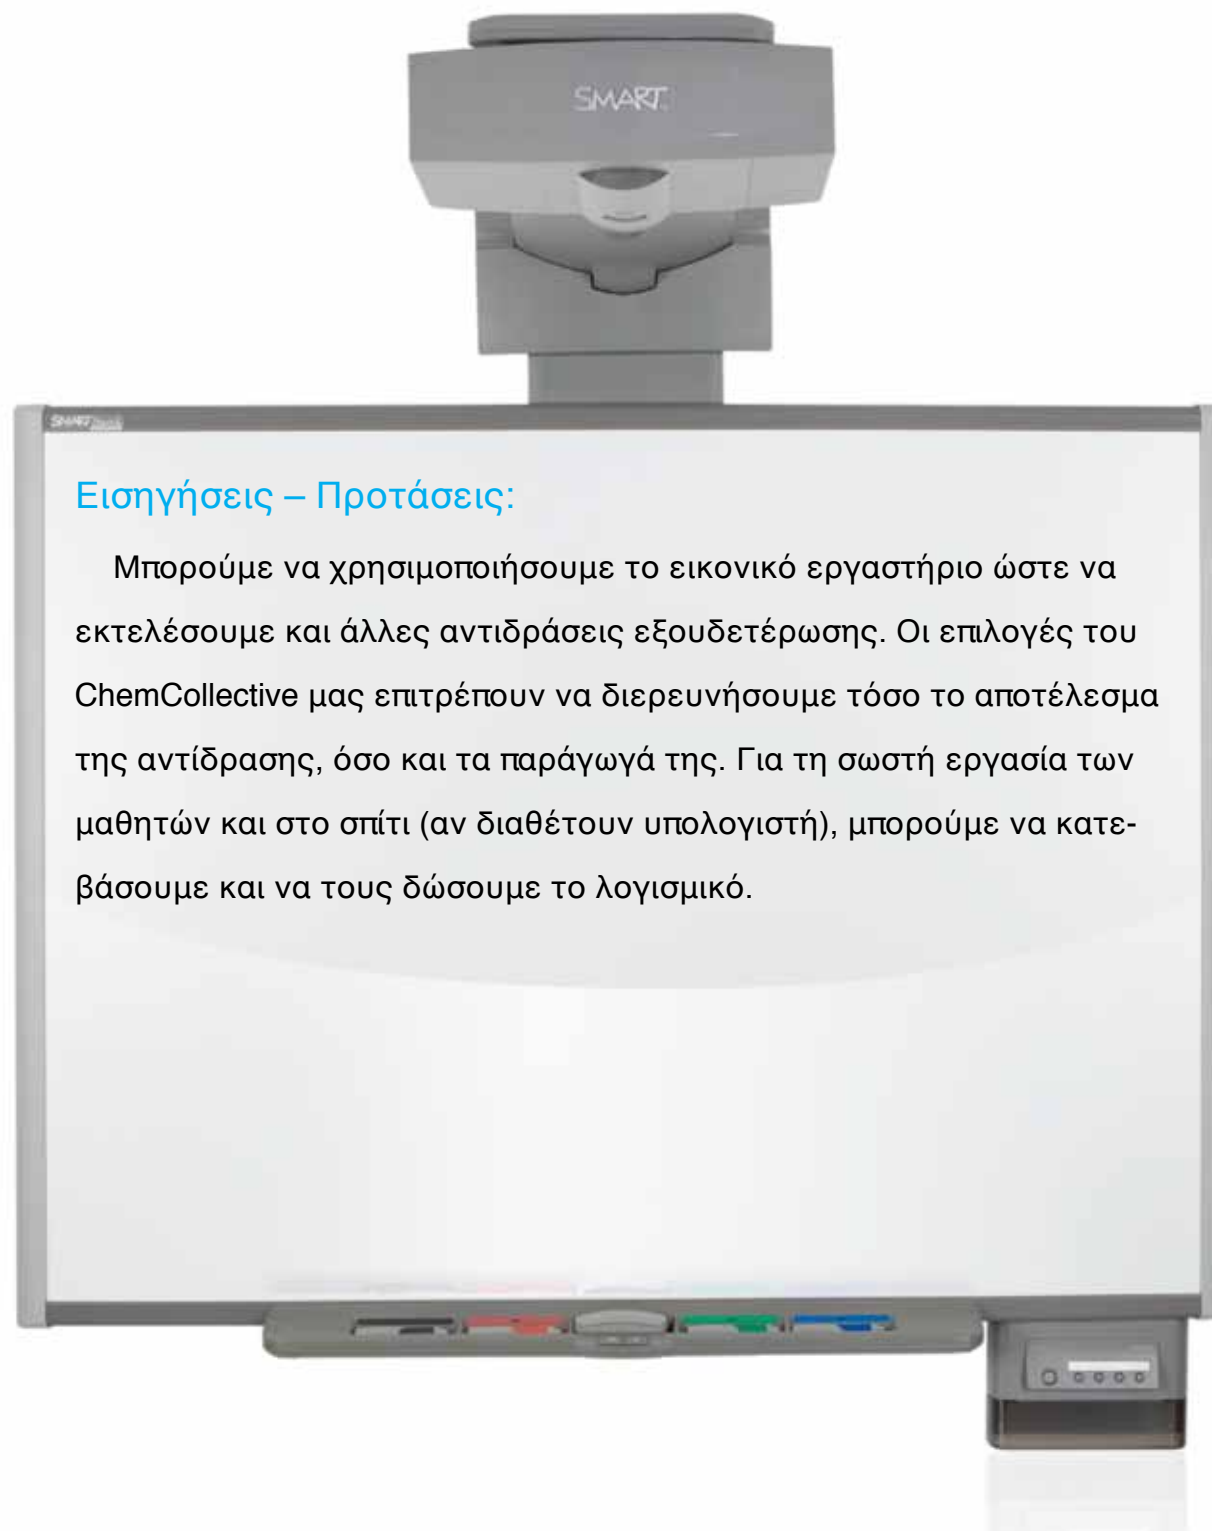 SMART
SMART
Εισηγήσεις – Προτάσεις:
Μπορούμε να χρησιμοποιήσουμε το εικονικό εργαστήριο ώστε να
εκτελέσουμε και άλλες αντιδράσεις εξουδετέρωσης. Οι επιλογές του
ChemCollective μας επιτρέπουν να διερευνήσουμε τόσο το αποτέλεσμα
της αντίδρασης, όσο και τα παράγωγά της. Για τη σωστή εργασία των
μαθητών και στο σπίτι (αν διαθέτουν υπολογιστή), μπορούμε να κατε-
βάσουμε και να τους δώσουμε το λογισμικό.